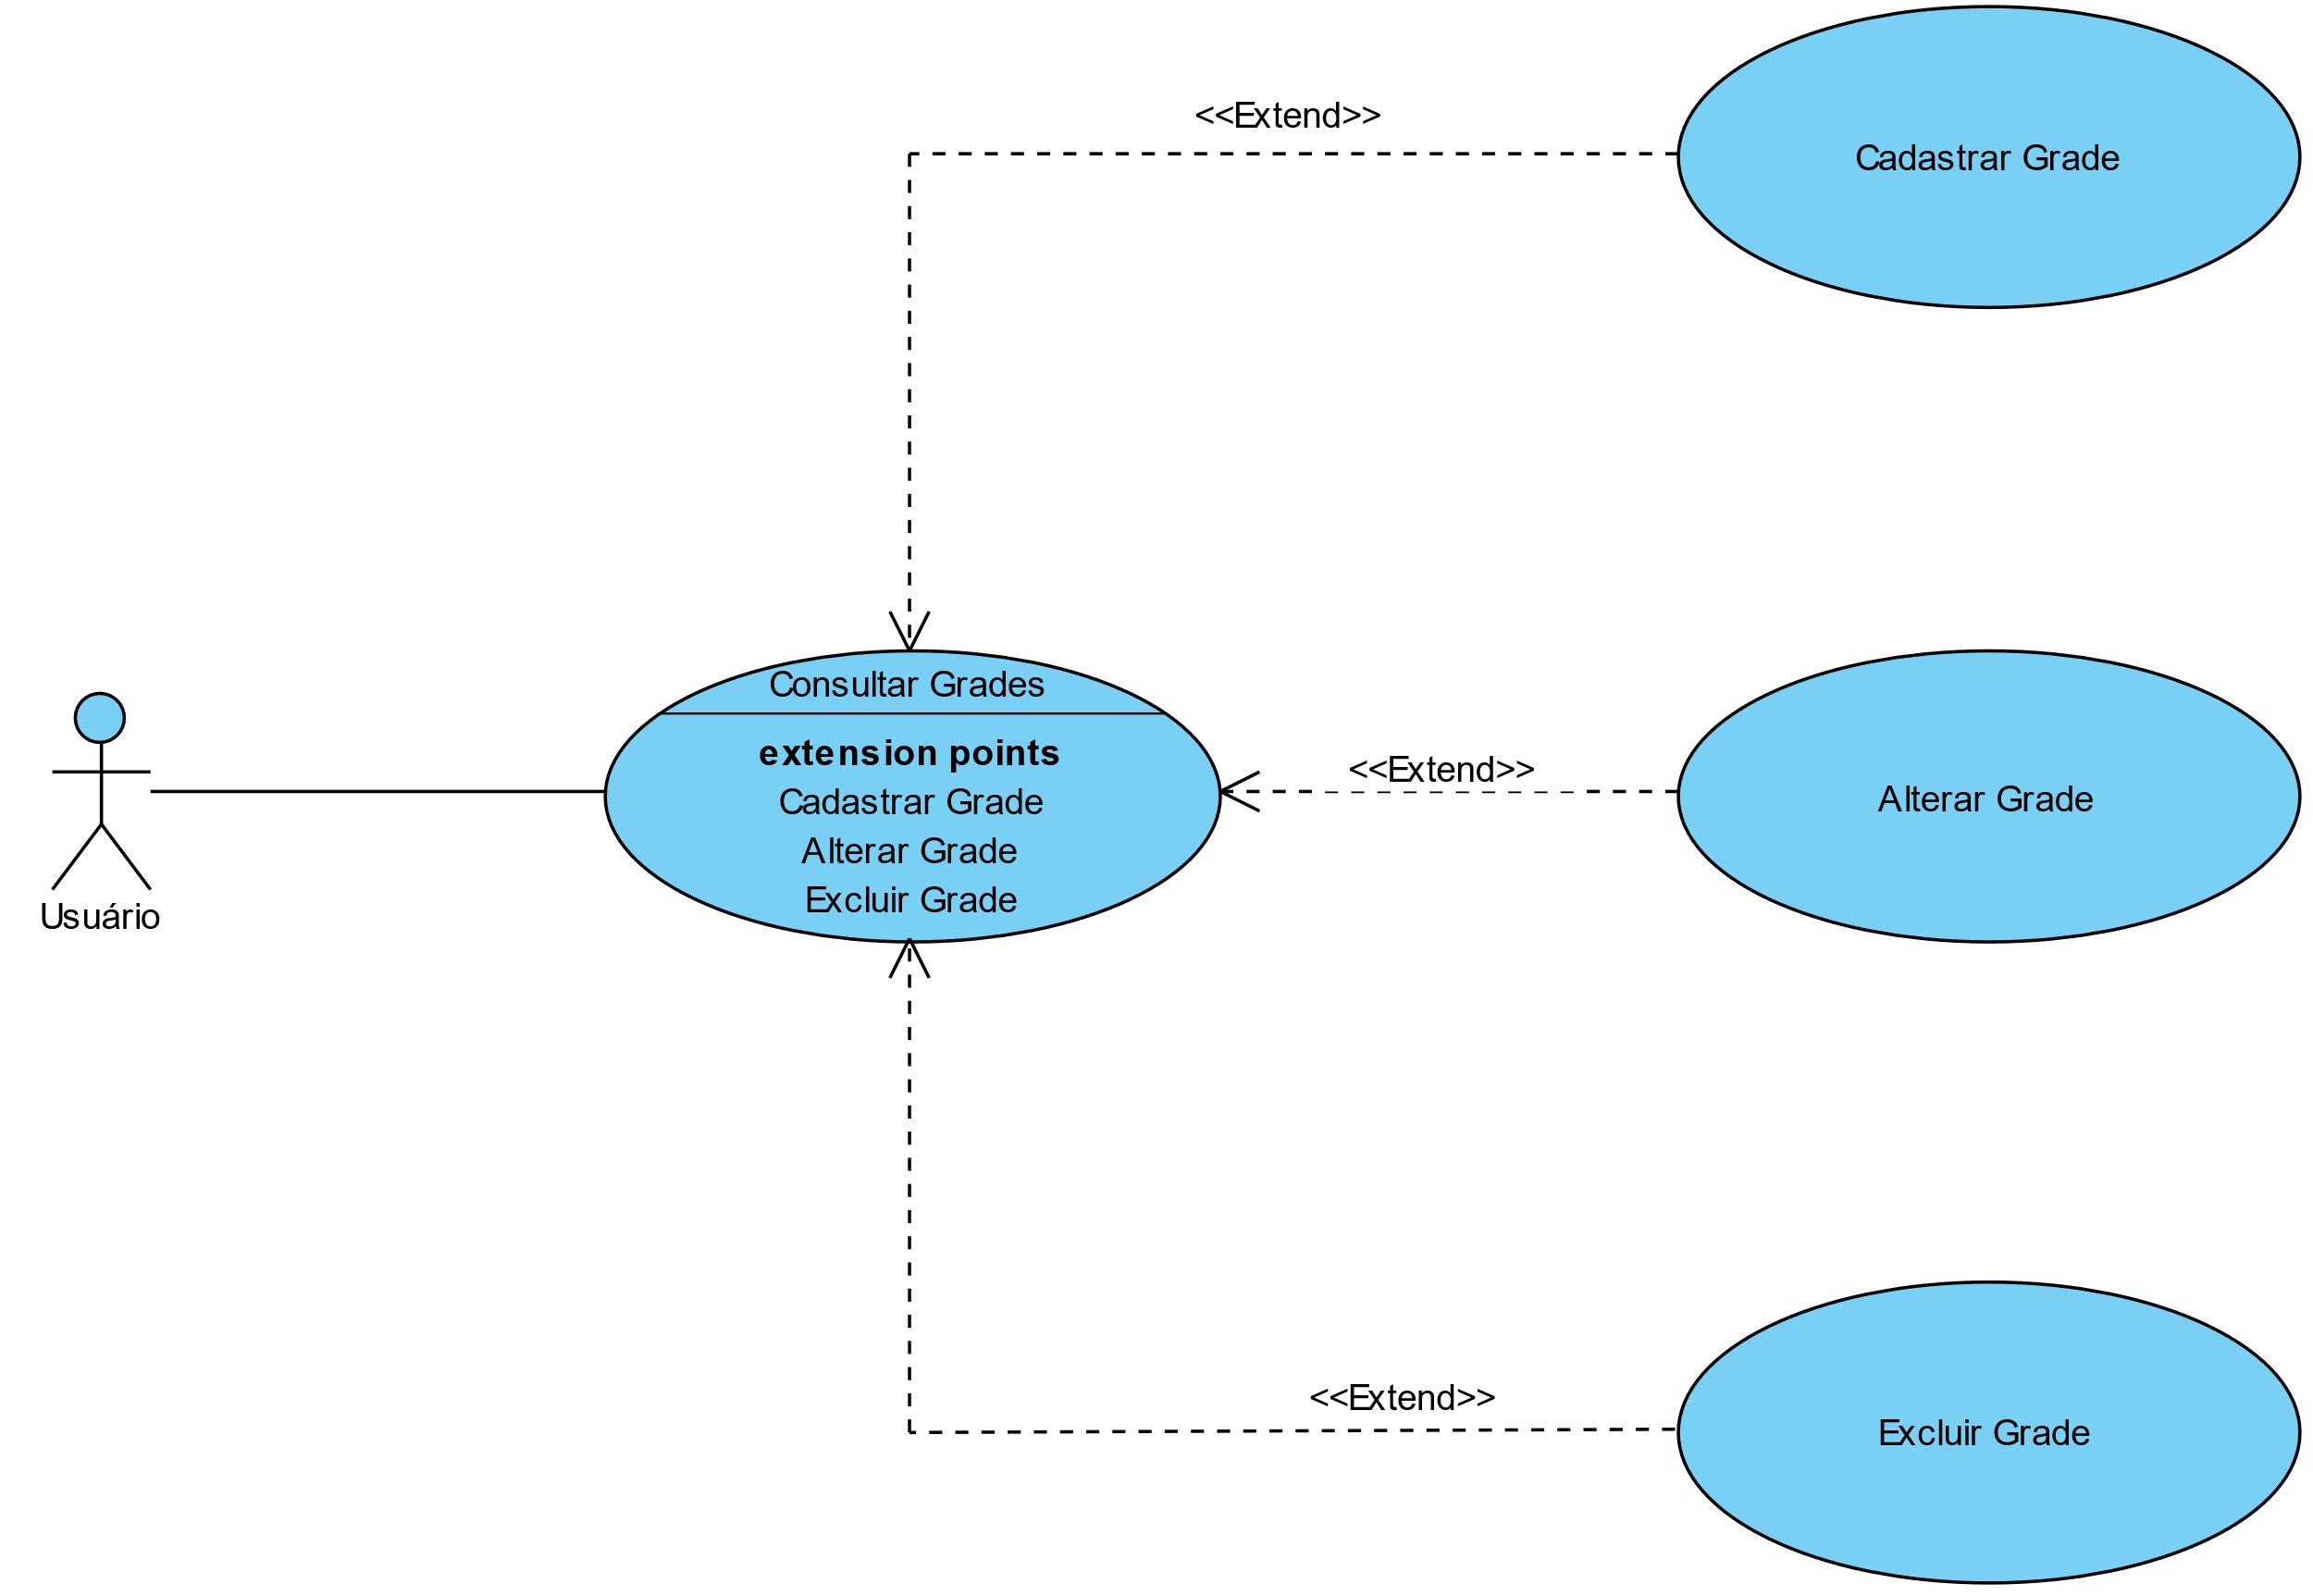 <<Extend>>
Cadastrar Grade
Consultar Grades
extension points
Cadastrar Grade
Alterar Grade
Excluir Grade
<<Extend>>
Alterar Grade
Usuário
<<Extend>>
Excluir Grade